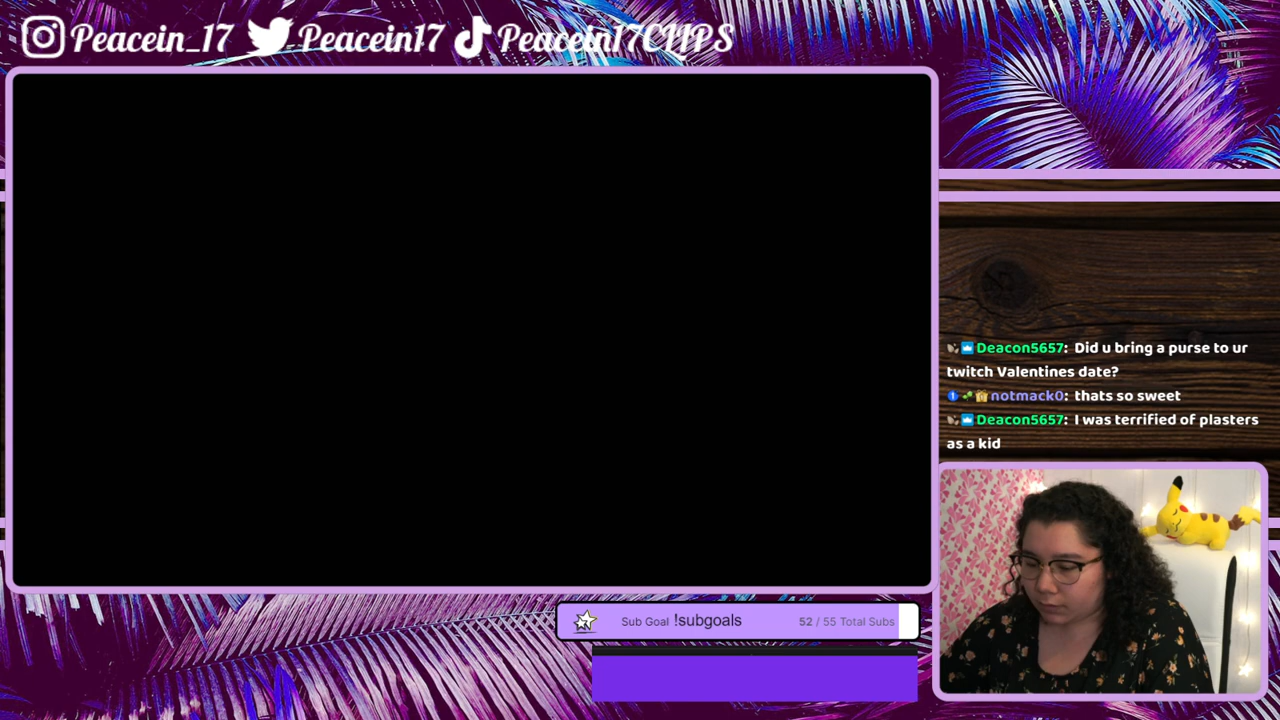 Peacein_17 Peacein17 Peacein17CLIPS
Deacon5657: Did u bring a purse to ur
twitch Valentines date?
notmack0: thats so sweet
Deacon5657: I was terrified of plasters
as a kid
Sub Goal !subgoals 52 / 55 Total Subs